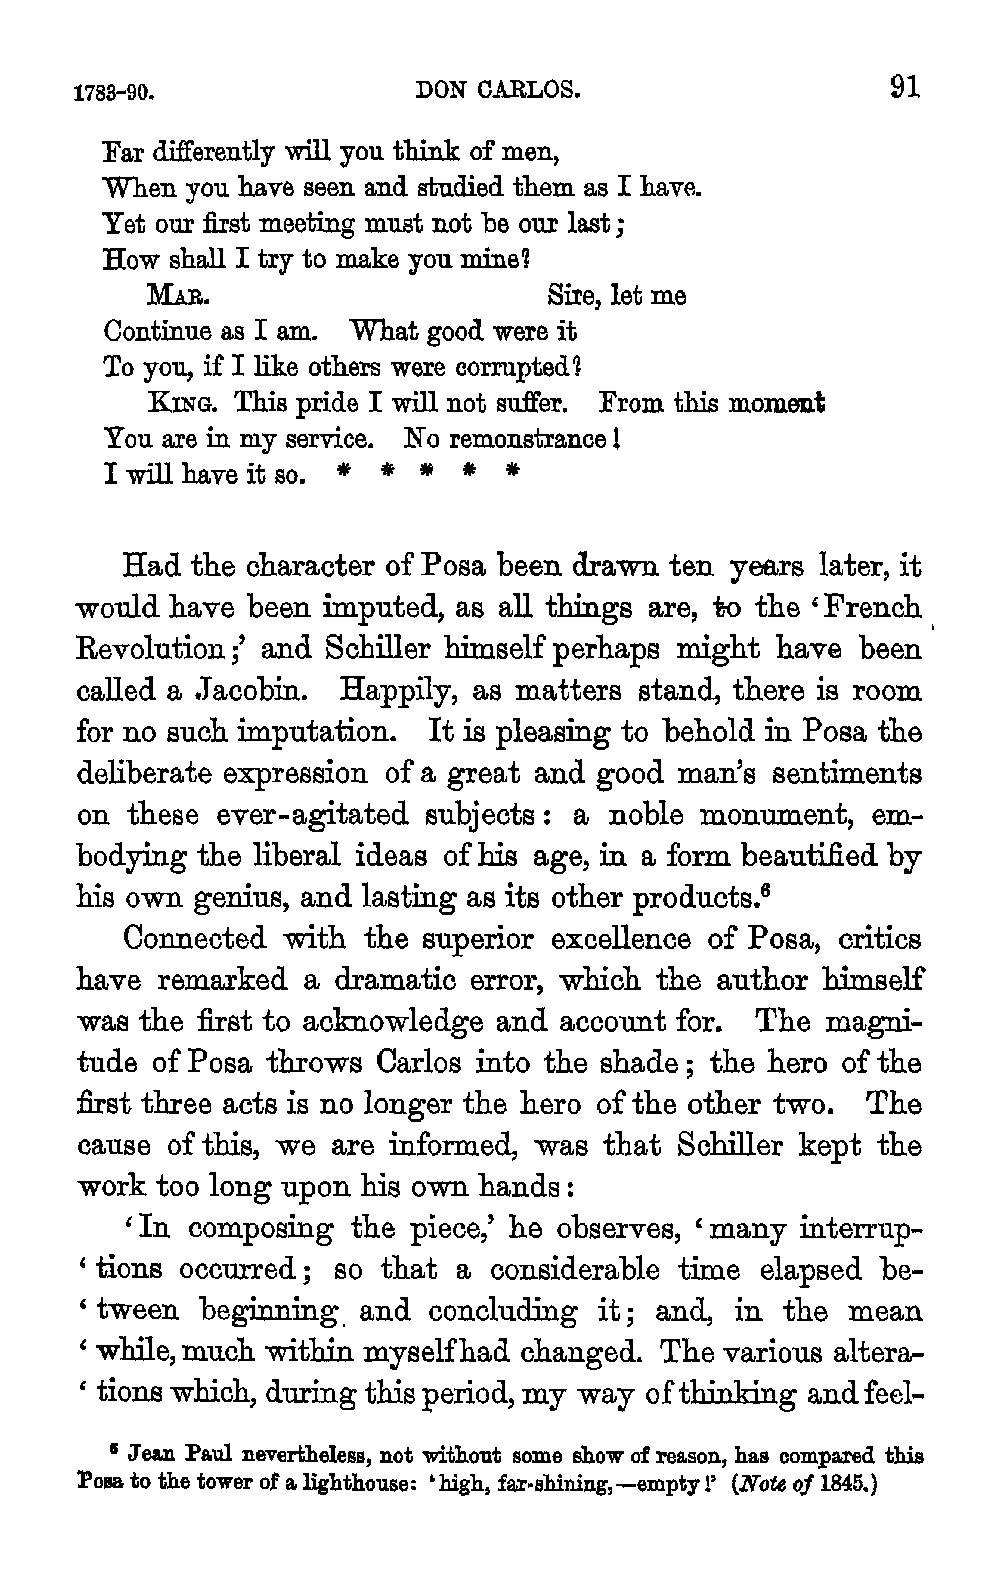 1783-90. DON CARLOS. 91
Far differently will you think of men,
When you have seen and studied them as I have.
Yet our first meeting must not be our last;
How shall I try to make you mine?
MAR. Sire, let me
Continue as I am. What good were it
To you, if I like others were corrupted?
KING. This pride I will not suffer. From this moment
You are in my service. No remonstrance!
I will have it so. * * * * *
Had the character of Posa been drawn ten years later, it
would have been imputed, as all things are, to the ‘French
Revolution;’ and Schiller himself perhaps might have been
called a Jacobin. Happily, as matters stand, there is room
for no such imputation. It is pleasing to behold in Posa the
deliberate expression of a great and good man’s sentiments
on these ever-agitated subjects: a noble monument, em-
bodying the liberal ideas of his age, in a form beautified by
his own genius, and lasting as its other products.⁶
Connected with the superior excellence of Posa, critics
have remarked a dramatic error, which the author himself
was the first to acknowledge and account for. The magni-
tude of Posa throws Carlos into the shade; the hero of the
first three acts is no longer the hero of the other two. The
cause of this, we are informed, was that Schiller kept the
work too long upon his own hands:
‘In composing the piece,’ he observes, ‘many interrup-
‘tions occurred; so that a considerable time elapsed be-
‘tween beginning and concluding it; and, in the mean
‘while, much within myself had changed. The various altera-
‘tions which, during this period, my way of thinking and feel-
⁶ Jean Paul nevertheless, not without some show of reason, has compared this
Posa to the tower of a lighthouse: ‘high, far-shining,—empty!’ (Note of 1845.)